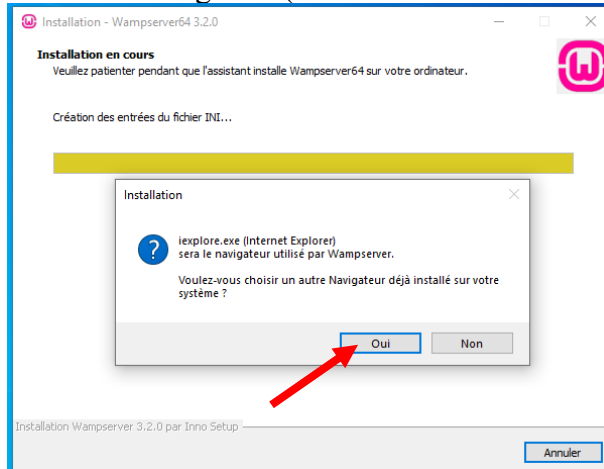 Installation - Wampserver64 3.2.0
Installation en cours
Veuillez patienter pendant que l'assistant installe Wampserver64 sur votre ordinateur.
Création des entrées du fichier INI...
Installation
iexplore.exe (Internet Explorer)
sera le navigateur utilisé par Wampserver.
Voulez-vous choisir un autre Navigateur déjà installé sur votre
système ?
Oui Non
Installation Wampserver 3.2.0 par Inno Setup
Annuler